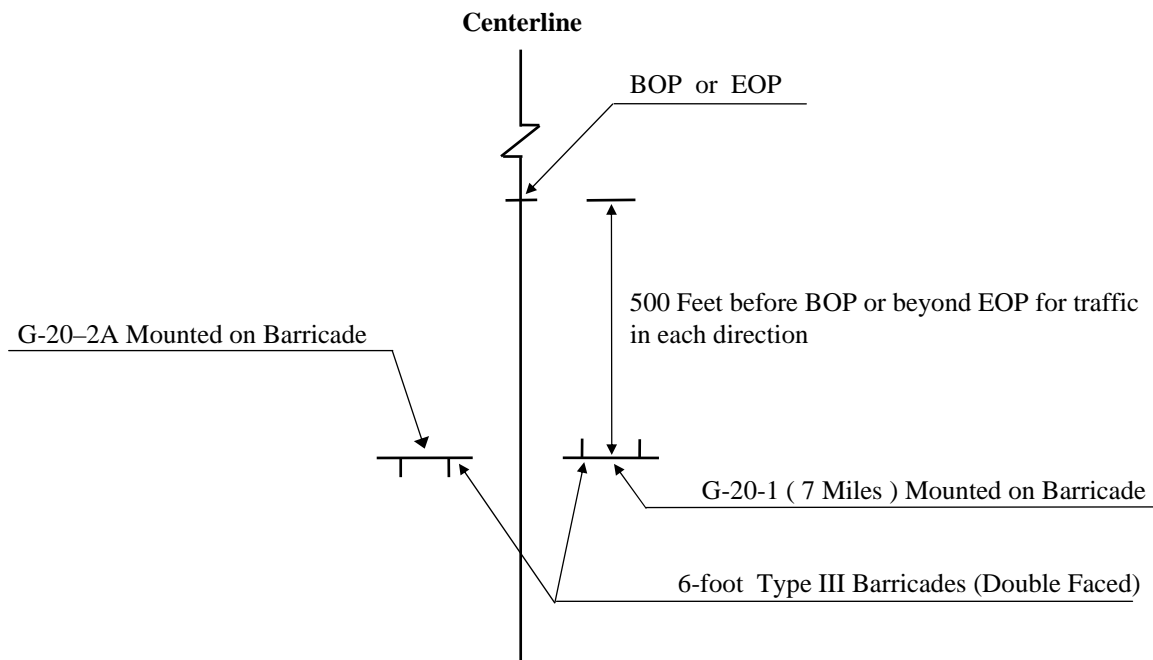 Centerline
BOP or EOP
500 Feet before BOP or beyond EOP for traffic
in each direction
G-20–2A Mounted on Barricade
G-20-1 ( 7 Miles ) Mounted on Barricade
6-foot Type III Barricades (Double Faced)